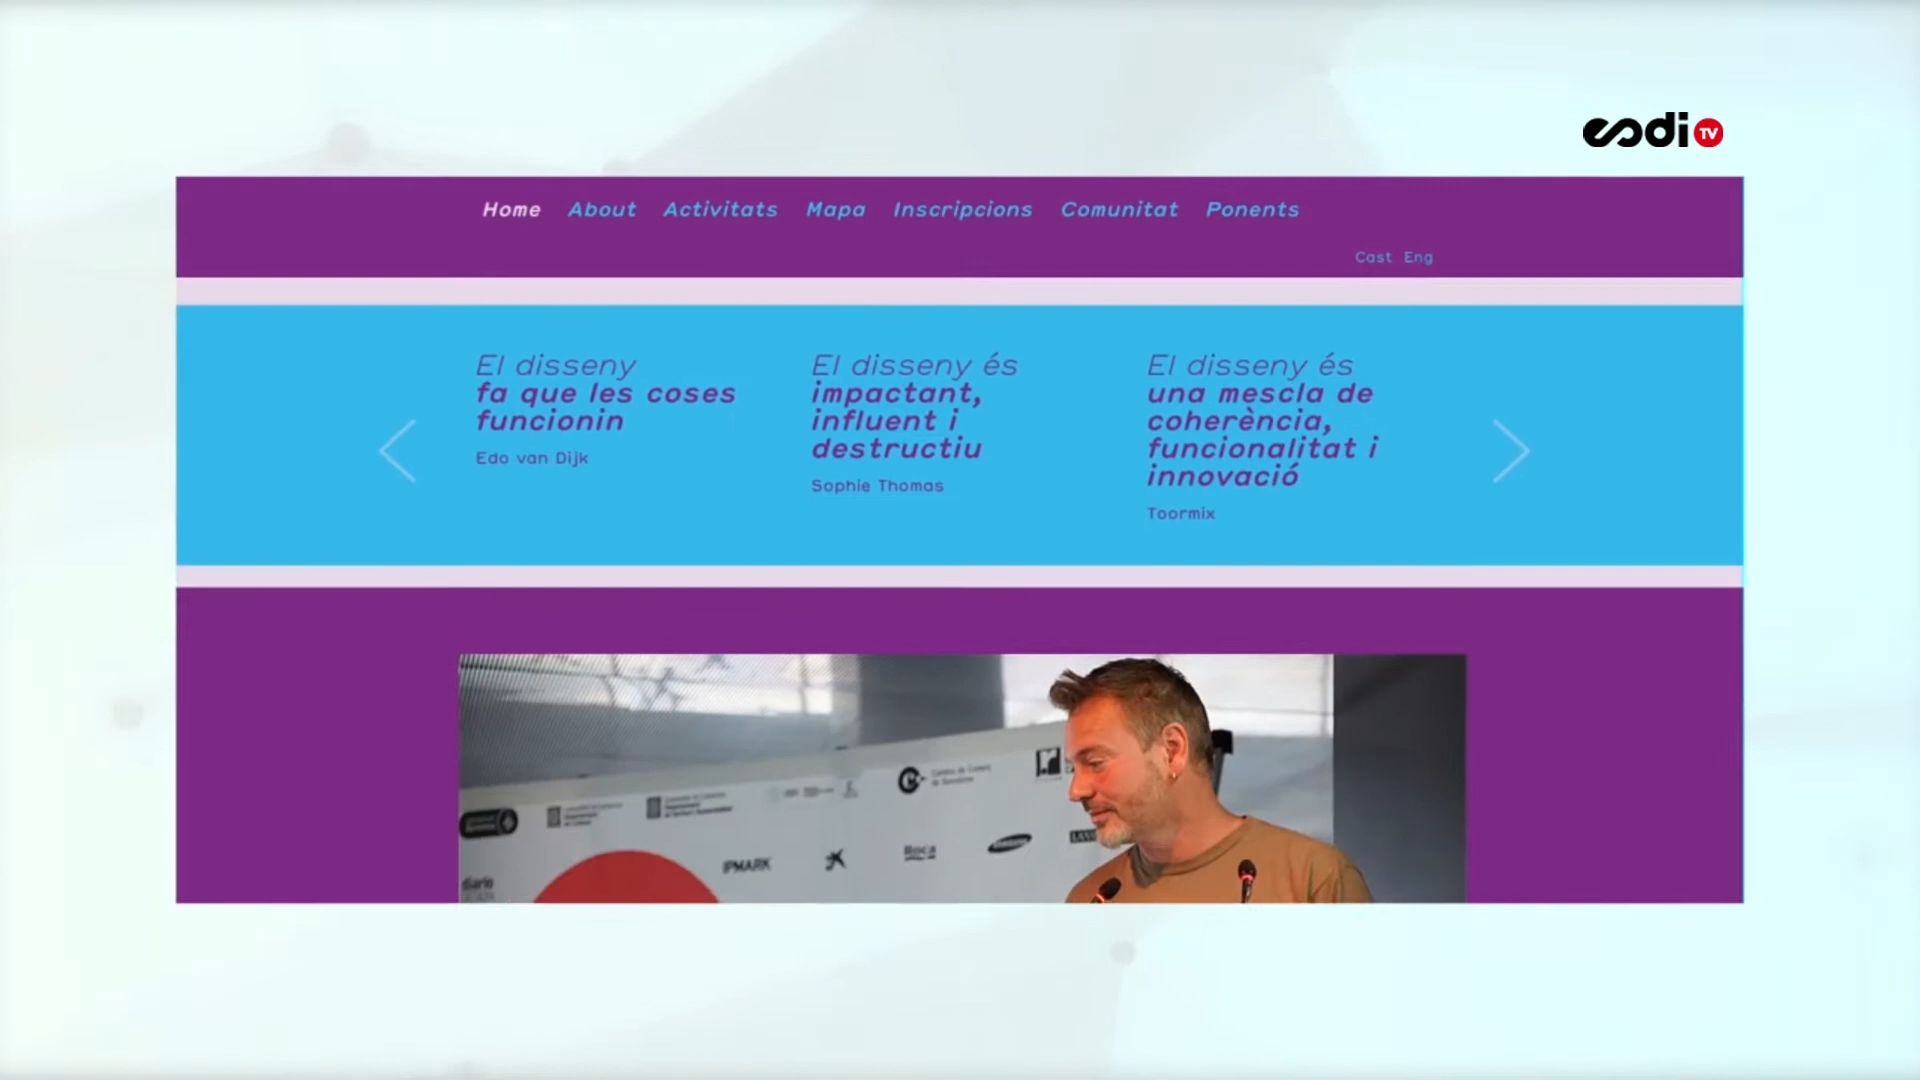 esdi TV
Home About Activitats Mapa Inscripcions Comunitat Ponents
Cast Eng
El disseny
fa que les coses
funcionin
Edo van Dijk
El disseny és
impactant,
influent i
destructiu
Sophie Thomas
El disseny és
una mescla de
coherència,
funcionalitat i
innovació
Toormix
IPMARK
Roca
SAMSUNG
diario